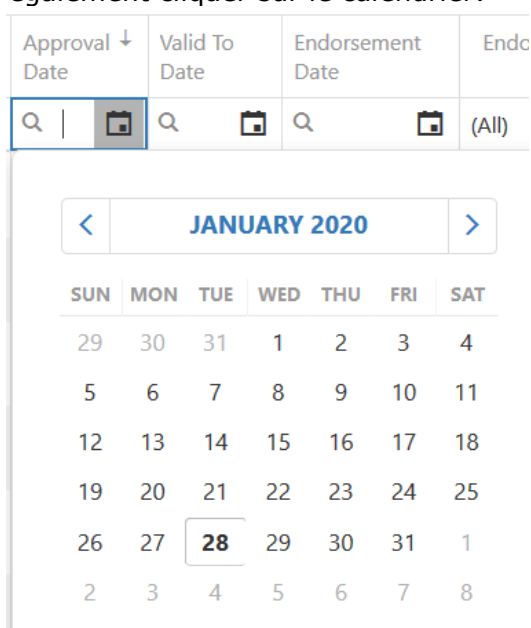 également cliquer sur le calendrier.
Approval ↓ Valid To Endorsement Endo
Date Date Date
(All)
< JANUARY 2020 >
SUN MON TUE WED THU FRI SAT
29 30 31 1 2 3 4
5 6 7 8 9 10 11
12 13 14 15 16 17 18
19 20 21 22 23 24 25
26 27 28 29 30 31 1
2 3 4 5 6 7 8